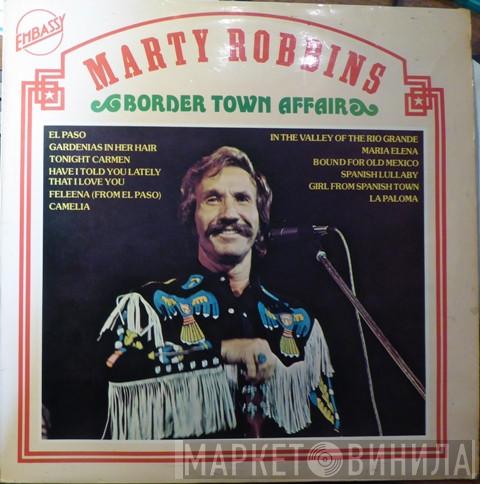 EMBASSY
MARTY ROBBINS
BORDER TOWN AFFAIR
EL PASO
GARDENIAS IN HER HAIR
TONIGHT CARMEN
HAVE I TOLD YOU LATELY
THAT I LOVE YOU
FELEENA (FROM EL PASO)
CAMELIA
IN THE VALLEY OF THE RIO GRANDE
MARIA ELENA
BOUND FOR OLD MEXICO
SPANISH LULLABY
GIRL FROM SPANISH TOWN
LA PALOMA
МАРКЕТ ВИНИЛА